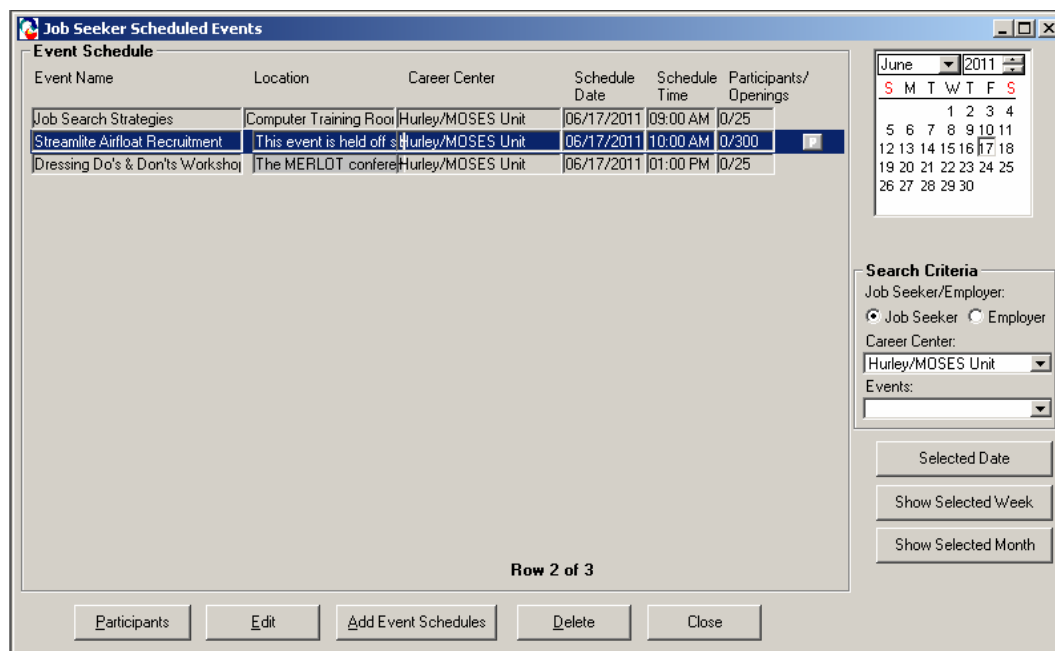 Job Seeker Scheduled Events
Event Schedule
Event Name Location Career Center Schedule Date Schedule Time Participants/ Openings
Job Search Strategies Computer Training Roor Hurley/MOSES Unit 06/17/2011 09:00 AM 0/25
Streamlite Airfloat Recruitment This event is held off s Hurley/MOSES Unit 06/17/2011 10:00 AM 0/300 P
Dressing Do's & Don'ts Workshop The MERLOT confere Hurley/MOSES Unit 06/17/2011 01:00 PM 0/25
Row 2 of 3
Participants Edit Add Event Schedules Delete Close
June 2011
S M T W T F S
1 2 3 4
5 6 7 8 9 10 11
12 13 14 15 16 17 18
19 20 21 22 23 24 25
26 27 28 29 30
Search Criteria
Job Seeker/Employer:
Job Seeker Employer
Career Center:
Hurley/MOSES Unit
Events:
Selected Date
Show Selected Week
Show Selected Month